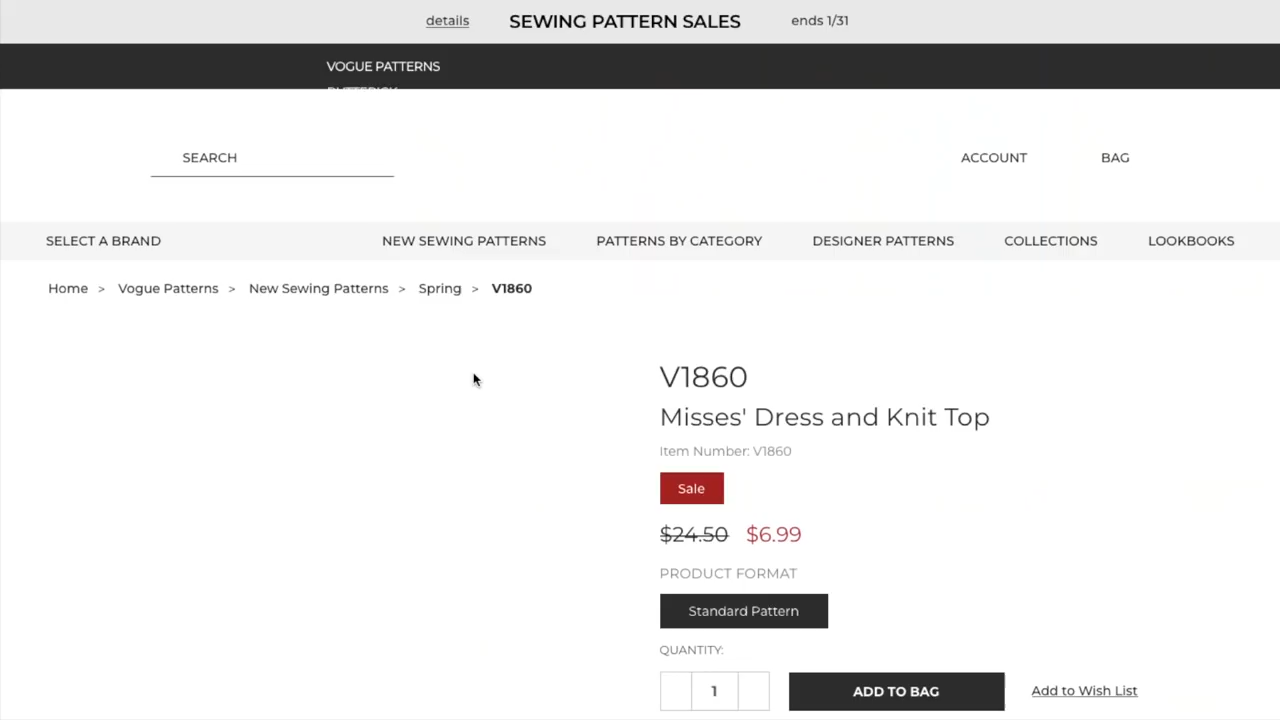 details SEWING PATTERN SALES ends 1/31
VOGUE PATTERNS
SEARCH ACCOUNT BAG
SELECT A BRAND NEW SEWING PATTERNS PATTERNS BY CATEGORY DESIGNER PATTERNS COLLECTIONS LOOKBOOKS
Home > Vogue Patterns > New Sewing Patterns > Spring > V1860
V1860
Misses' Dress and Knit Top
Item Number: V1860
Sale
$24.50 $6.99
PRODUCT FORMAT
Standard Pattern
QUANTITY:
1 ADD TO BAG Add to Wish List